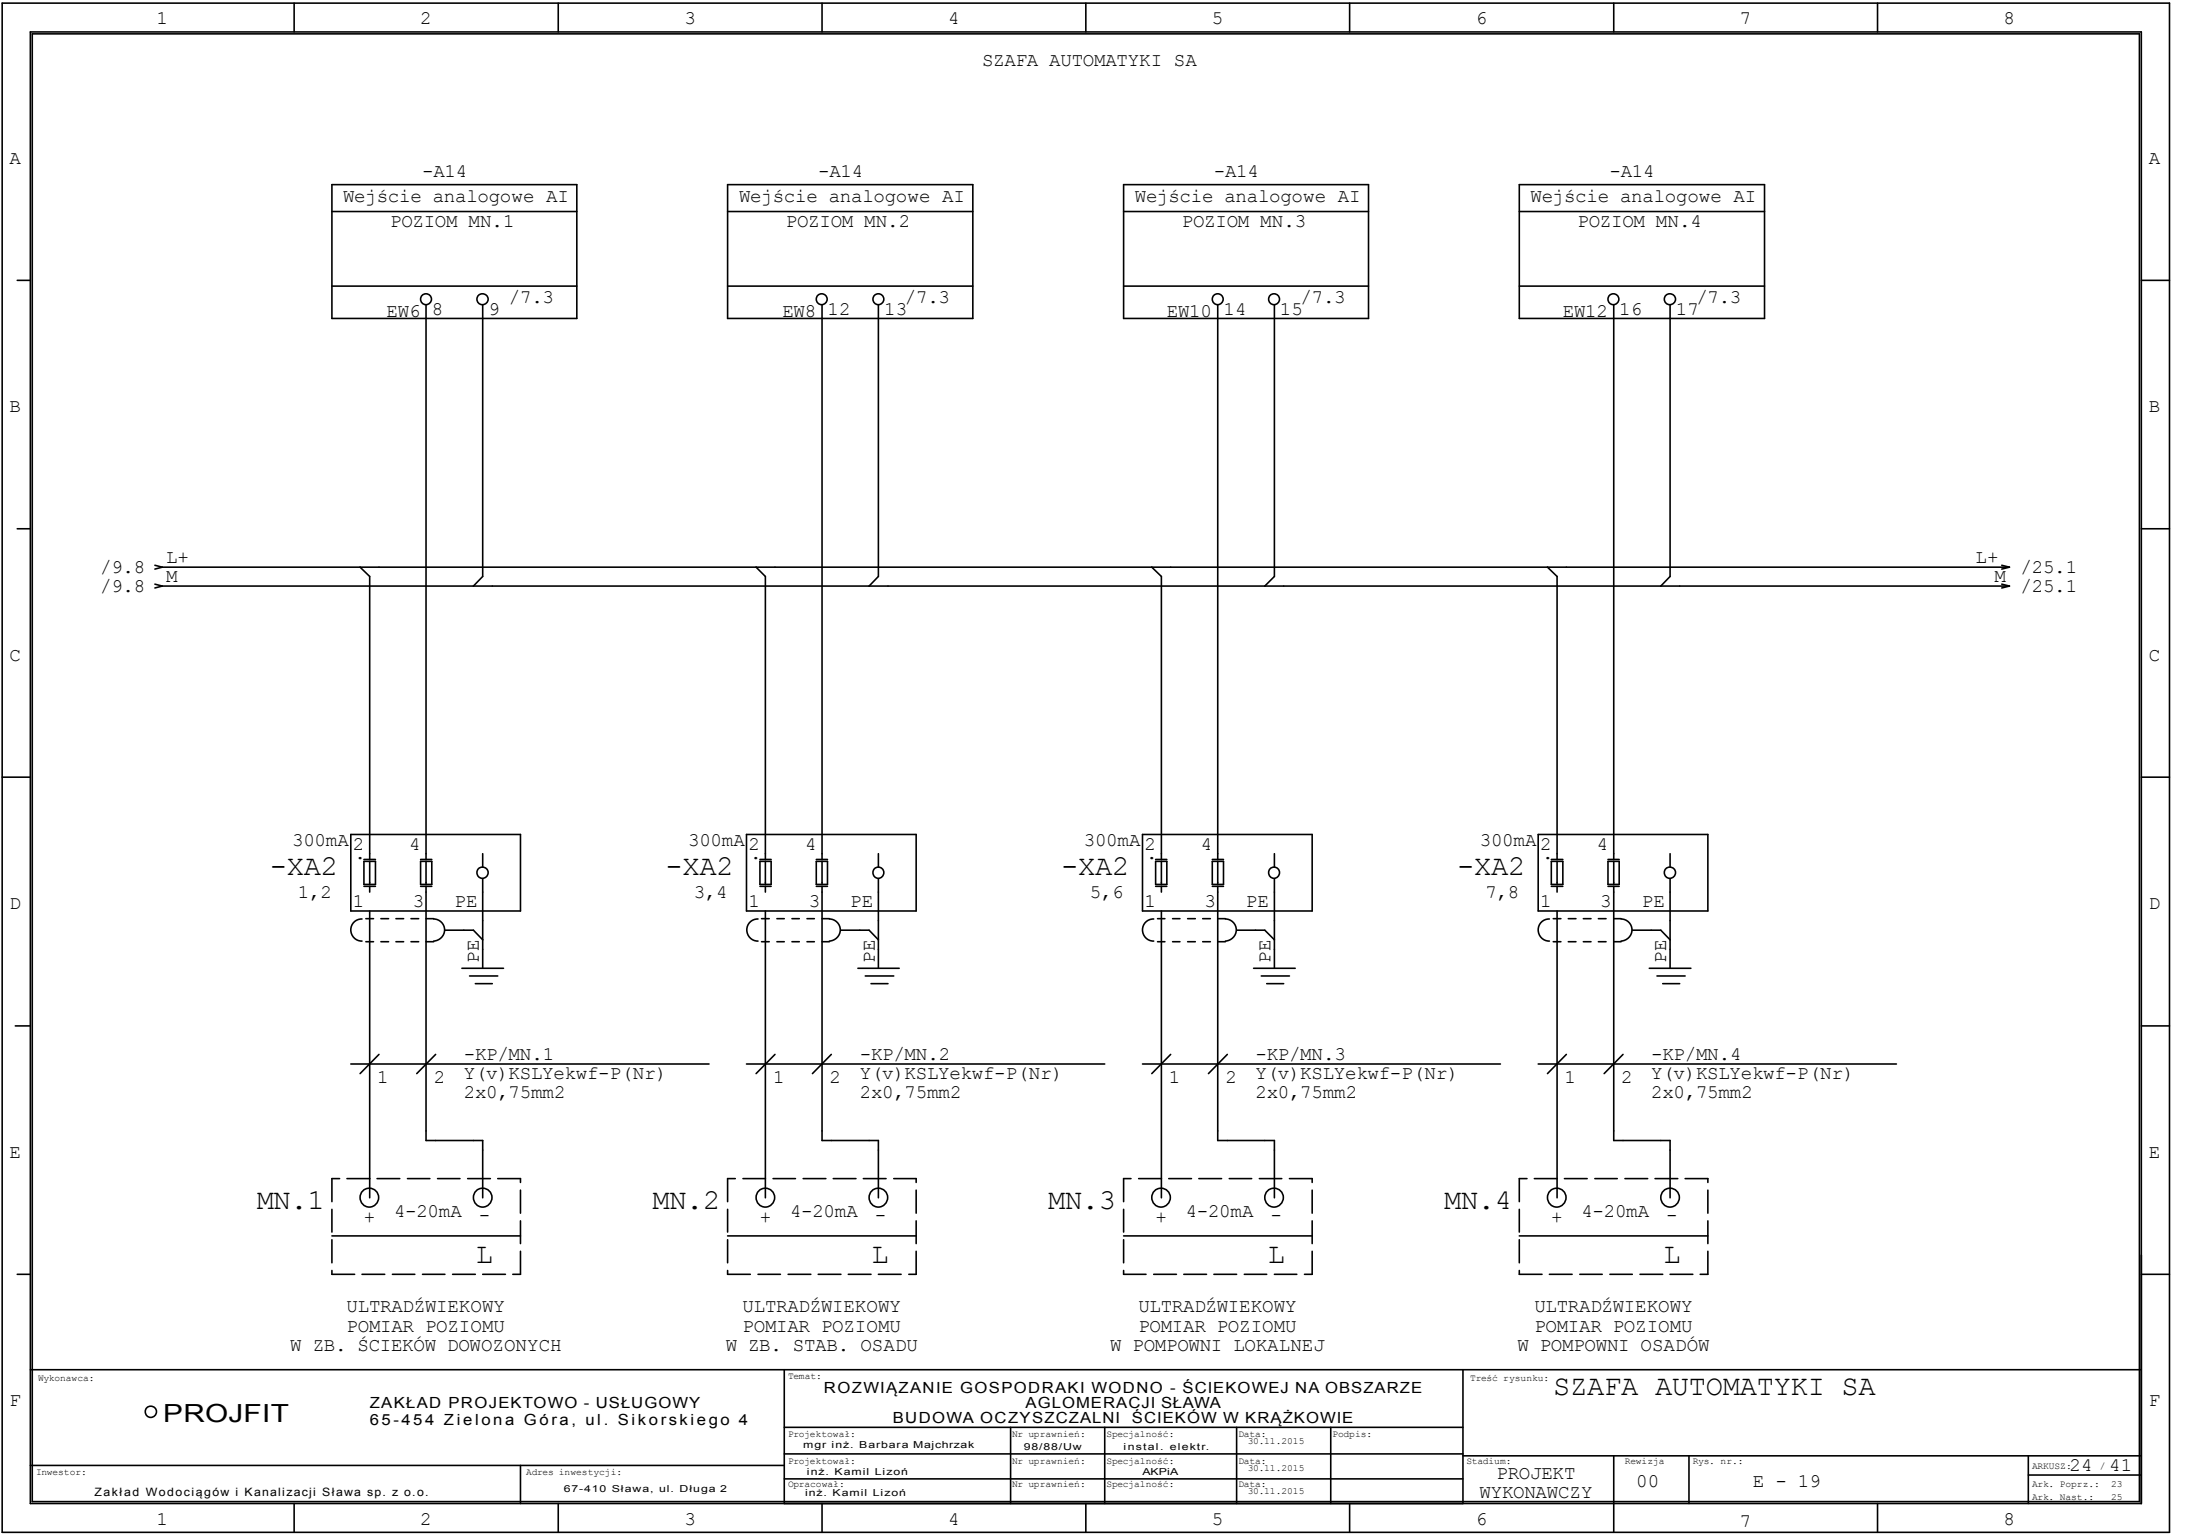 1 2 3 4 5 6 7 8
SZAFA AUTOMATYKI SA
A A
-A14 -A14 -A14 -A14
Wejście analogowe AI Wejście analogowe AI Wejście analogowe AI Wejście analogowe AI
POZIOM MN.1 POZIOM MN.2 POZIOM MN.3 POZIOM MN.4
EW6 8 9 /7.3 EW8 12 13 /7.3 EW10 14 15 /7.3 EW12 16 17 /7.3
B B
/9.8 L+ L+ /25.1
/9.8 M M /25.1
C C
300mA 2 4 300mA 2 4 300mA 2 4 300mA 2 4
-XA2 -XA2 -XA2 -XA2
1,2 3,4 5,6 7,8
1 3 PE 1 3 PE 1 3 PE 1 3 PE
D D
PE PE PE PE
-KP/MN.1 -KP/MN.2 -KP/MN.3 -KP/MN.4
1 2 Y(v)KSLYekwf-P(Nr) 1 2 Y(v)KSLYekwf-P(Nr) 1 2 Y(v)KSLYekwf-P(Nr) 1 2 Y(v)KSLYekwf-P(Nr)
2x0,75mm2 2x0,75mm2 2x0,75mm2 2x0,75mm2
E E
MN.1 + 4-20mA - MN.2 + 4-20mA - MN.3 + 4-20mA - MN.4 + 4-20mA -
L L L L
ULTRADŹWIEKOWY ULTRADŹWIEKOWY ULTRADŹWIEKOWY ULTRADŹWIEKOWY
POMIAR POZIOMU POMIAR POZIOMU POMIAR POZIOMU POMIAR POZIOMU
W ZB. ŚCIEKÓW DOWOZONYCH W ZB. STAB. OSADU W POMPOWNI LOKALNEJ W POMPOWNI OSADÓW
F F
Wykonawca:
PROJFIT
ZAKŁAD PROJEKTOWO - USŁUGOWY
65-454 Zielona Góra, ul. Sikorskiego 4
Inwestor:
Zakład Wodociągów i Kanalizacji Sława sp. z o.o.
Adres inwestycji:
67-410 Sława, ul. Długa 2
Temat:
ROZWIĄZANIE GOSPODRAKI WODNO - ŚCIEKOWEJ NA OBSZARZE
AGLOMERACJI SŁAWA
BUDOWA OCZYSZCZALNI ŚCIEKÓW W KRĄŻKOWIE
Projektował: Nr uprawnień: Specjalność: Data: Podpis:
mgr inż. Barbara Majchrzak 98/88/Uw instal. elektr. 30.11.2015
Projektował: Nr uprawnień: Specjalność: Data:
inż. Kamil Lizoń AKPiA 30.11.2015
Opracował: Nr uprawnień: Specjalność: Data:
inż. Kamil Lizoń 30.11.2015
Treść rysunku: SZAFA AUTOMATYKI SA
Stadium:
PROJEKT
WYKONAWCZY
Rewizja
00
Rys. nr.:
E - 19
ARKUSZ: 24 / 41
Ark. Poprz.: 23
Ark. Nast.: 25
1 2 3 4 5 6 7 8